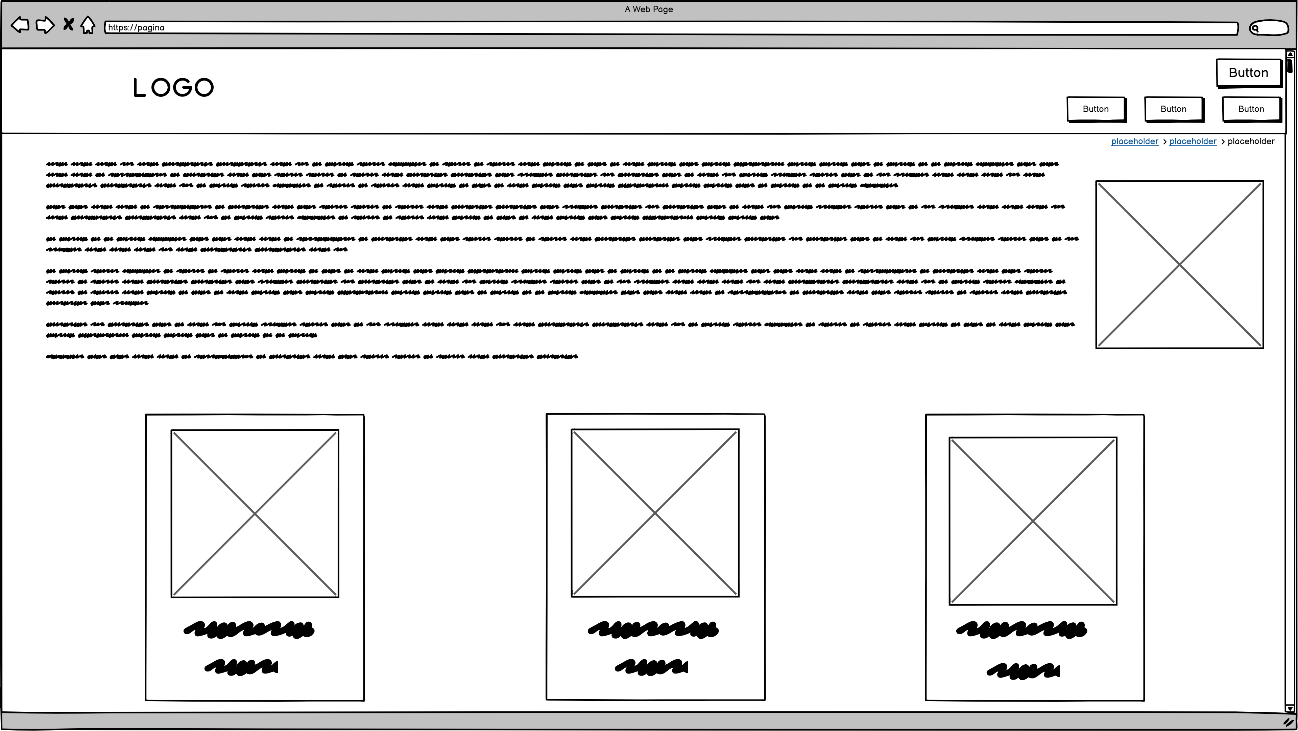 A Web Page
https://pagina
LOGO
Button
Button Button Button
placeholder > placeholder > placeholder